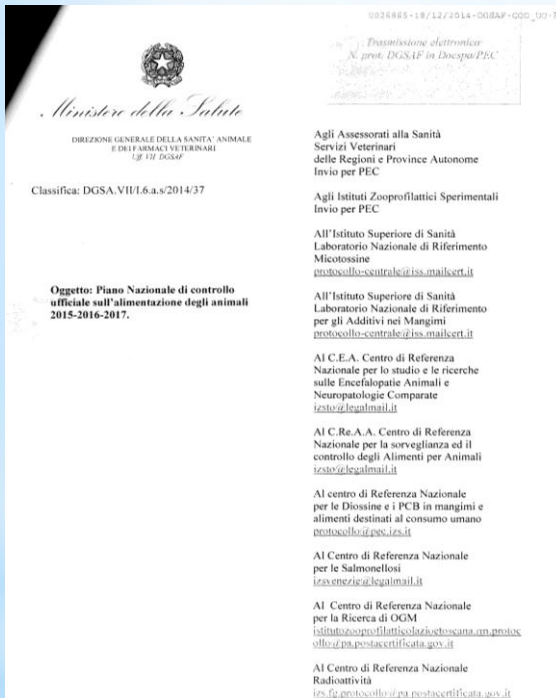 0026865-18/12/2014-DGSAF-COD_UO-
Trasmissione elettronica
N. prot. DGSAF in Docspa/PEC
Ministero della Salute
DIREZIONE GENERALE DELLA SANITA' ANIMALE
E DEI FARMACI VETERINARI
Uff. VII DGSAF
Classifica: DGSA.VII/I.6.a.s/2014/37
Oggetto: Piano Nazionale di controllo
ufficiale sull'alimentazione degli animali
2015-2016-2017.
Agli Assessorati alla Sanità
Servizi Veterinari
delle Regioni e Province Autonome
Invio per PEC
Agli Istituti Zooprofilattici Sperimentali
Invio per PEC
All'Istituto Superiore di Sanità
Laboratorio Nazionale di Riferimento
Micotossine
protocollo-centrale@iss.mailcert.it
All'Istituto Superiore di Sanità
Laboratorio Nazionale di Riferimento
per gli Additivi nei Mangimi
protocollo-centrale@iss.mailcert.it
Al C.E.A. Centro di Referenza
Nazionale per lo studio e le ricerche
sulle Encefalopatie Animali e
Neuropatologie Comparate
izsto@legalmail.it
Al C.Re.A.A. Centro di Referenza
Nazionale per la sorveglianza ed il
controllo degli Alimenti per Animali
izsto@legalmail.it
Al centro di Referenza Nazionale
per le Diossine e i PCB in mangimi e
alimenti destinati al consumo umano
protocollo@pec.izs.it
Al Centro di Referenza Nazionale
per le Salmonellosi
izsvenezie@legalmail.it
Al Centro di Referenza Nazionale
per la Ricerca di OGM
istitutozooprofilatticolazioetoscana.nn.protoc
ollo@pa.postacertificata.gov.it
Al Centro di Referenza Nazionale
Radioattività
izs.fg.protocollo@pa.postacertificata.gov.it